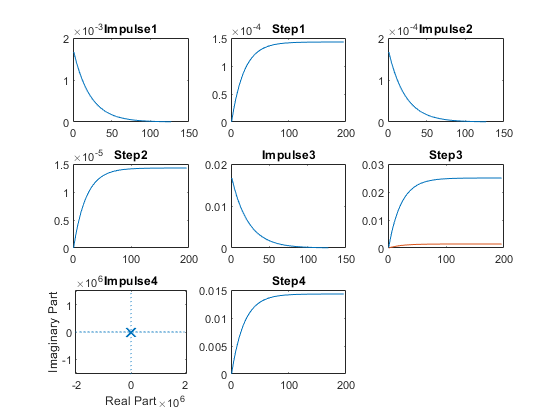 ×10⁻³ Impulse1
2
1
0
0 50 100 150
×10⁻⁴ Step1
1.5
1
0.5
0
0 100 200
×10⁻⁴ Impulse2
2
1
0
0 50 100 150
×10⁻⁵ Step2
1.5
1
0.5
0
0 100 200
Impulse3
0.02
0.01
0
0 50 100 150
Step3
0.03
0.02
0.01
0
0 100 200
×10⁶ Impulse4
Imaginary Part
1
0
-1
-2 0 2
Real Part ×10⁶
Step4
0.015
0.01
0.005
0
0 100 200